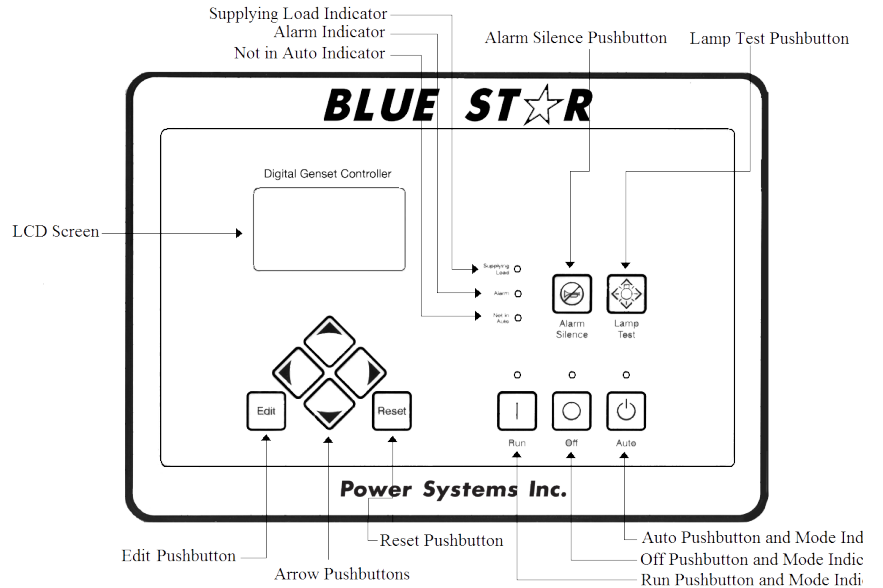 Supplying Load Indicator
Alarm Indicator
Not in Auto Indicator
Alarm Silence Pushbutton
Lamp Test Pushbutton
BLUE ST☆R
Digital Genset Controller
LCD Screen
Supplying
Load
Alarm
Not in
Auto
Alarm
Silence
Lamp
Test
Edit
Reset
Run
Off
Auto
Power Systems Inc.
Edit Pushbutton
Arrow Pushbuttons
Reset Pushbutton
Auto Pushbutton and Mode Ind
Off Pushbutton and Mode Indic
Run Pushbutton and Mode Indi